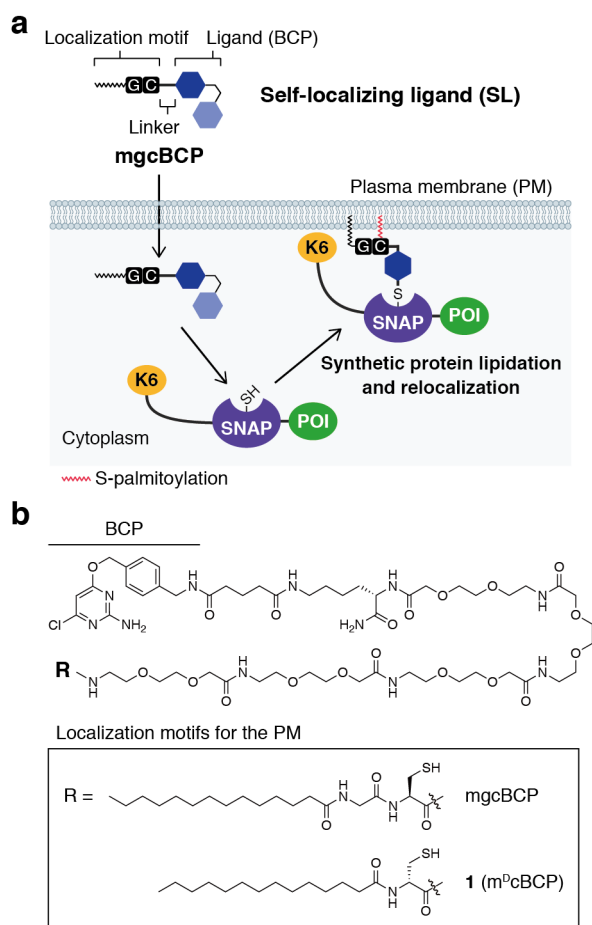 a
Localization motif
Ligand (BCP)
G C
Linker
mgcBCP
Self-localizing ligand (SL)
Plasma membrane (PM)
K6
G C
S
SNAP
POI
G C
Synthetic protein lipidation
and relocalization
K6
SH
SNAP
POI
Cytoplasm
S-palmitoylation
b
BCP
O
N
Cl
N
NH2
H
N
O
O
H
N
H2N
O
H
N
O
O
O
N
H
O
O
O
R
N
H
O
O
O
H
N
O
O
O
N
H
O
O
O
N
H
Localization motifs for the PM
R =
O
H
N
O
N
H
SH
O
mgcBCP
O
N
H
SH
O
1 (mDcBCP)